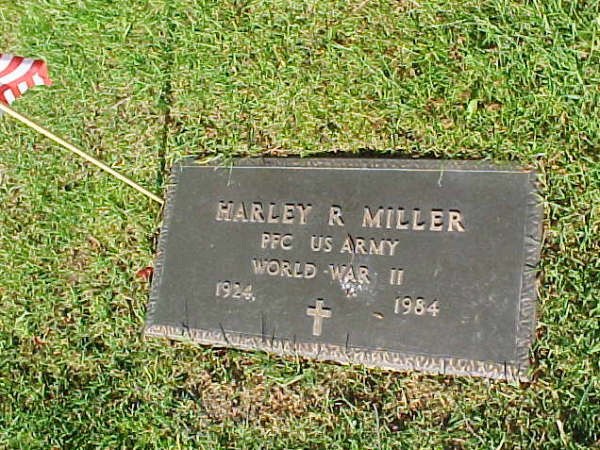 HARLEY R MILLER
PFC US ARMY
WORLD WAR II
1924 1984